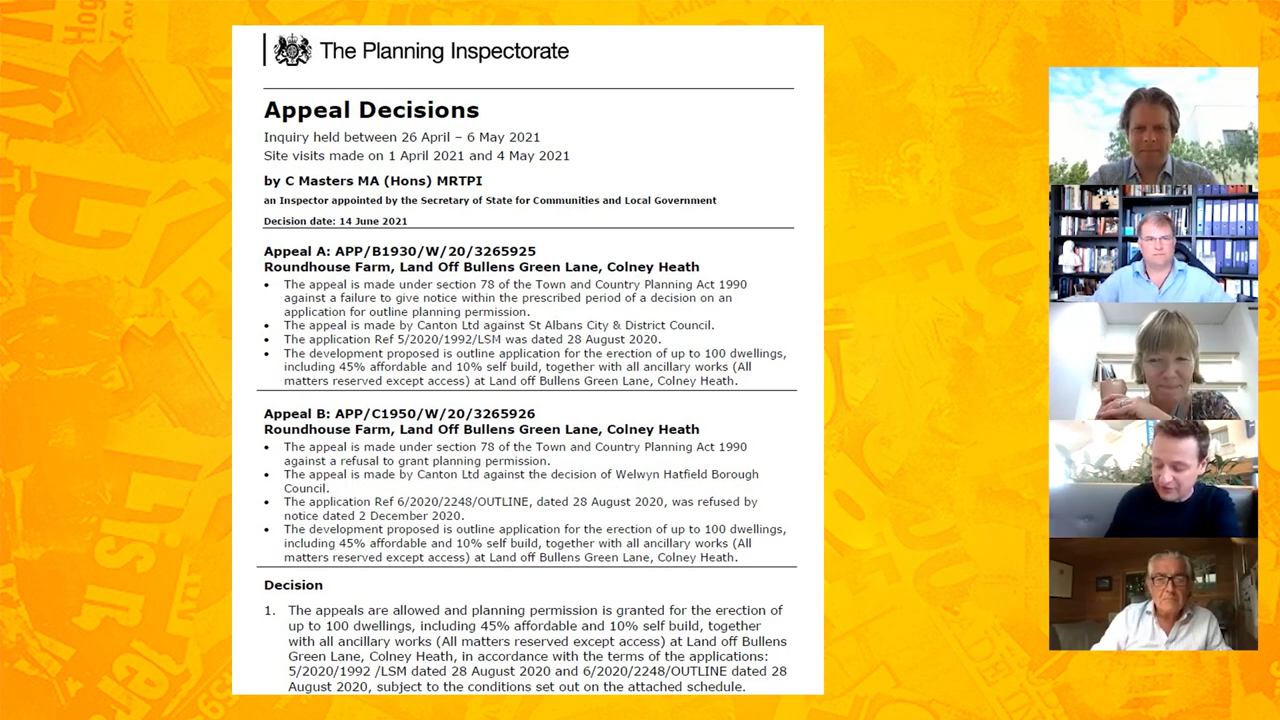 The Planning Inspectorate
Appeal Decisions
Inquiry held between 26 April – 6 May 2021
Site visits made on 1 April 2021 and 4 May 2021
by C Masters MA (Hons) MRTPI
an Inspector appointed by the Secretary of State for Communities and Local Government
Decision date: 14 June 2021
Appeal A: APP/B1930/W/20/3265925
Roundhouse Farm, Land Off Bullens Green Lane, Colney Heath
• The appeal is made under section 78 of the Town and Country Planning Act 1990
against a failure to give notice within the prescribed period of a decision on an
application for outline planning permission.
• The appeal is made by Canton Ltd against St Albans City & District Council.
• The application Ref 5/2020/1992/LSM was dated 28 August 2020.
• The development proposed is outline application for the erection of up to 100 dwellings,
including 45% affordable and 10% self build, together with all ancillary works (All
matters reserved except access) at Land off Bullens Green Lane, Colney Heath.
Appeal B: APP/C1950/W/20/3265926
Roundhouse Farm, Land Off Bullens Green Lane, Colney Heath
• The appeal is made under section 78 of the Town and Country Planning Act 1990
against a refusal to grant planning permission.
• The appeal is made by Canton Ltd against the decision of Welwyn Hatfield Borough
Council.
• The application Ref 6/2020/2248/OUTLINE, dated 28 August 2020, was refused by
notice dated 2 December 2020.
• The development proposed is outline application for the erection of up to 100 dwellings,
including 45% affordable and 10% self build, together with all ancillary works (All
matters reserved except access) at Land off Bullens Green Lane, Colney Heath.
Decision
1. The appeals are allowed and planning permission is granted for the erection of
up to 100 dwellings, including 45% affordable and 10% self build, together
with all ancillary works (All matters reserved except access) at Land off Bullens
Green Lane, Colney Heath, in accordance with the terms of the applications:
5/2020/1992 /LSM dated 28 August 2020 and 6/2020/2248/OUTLINE dated 28
August 2020, subject to the conditions set out on the attached schedule.